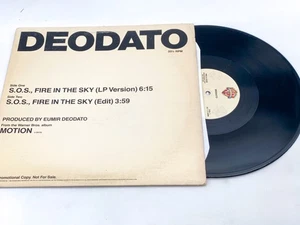 DEODATO
Side One
S.O.S., FIRE IN THE SKY (LP Version) 6:15
Side Two
S.O.S., FIRE IN THE SKY (Edit) 3:59
PRODUCED BY EUMIR DEODATO
From the Warner Bros. album
MOTION
Promotional Copy. Not For Sale.